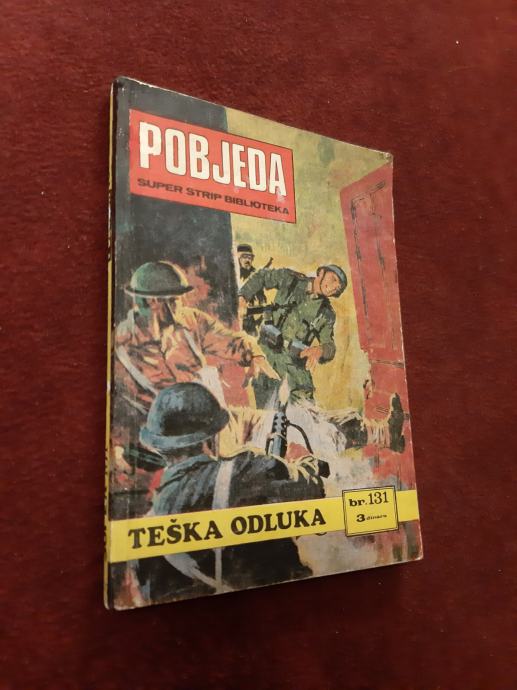 POBJEDA
SUPER STRIP BIBLIOTEKA
TEŠKA ODLUKA
br.131
3 dinara